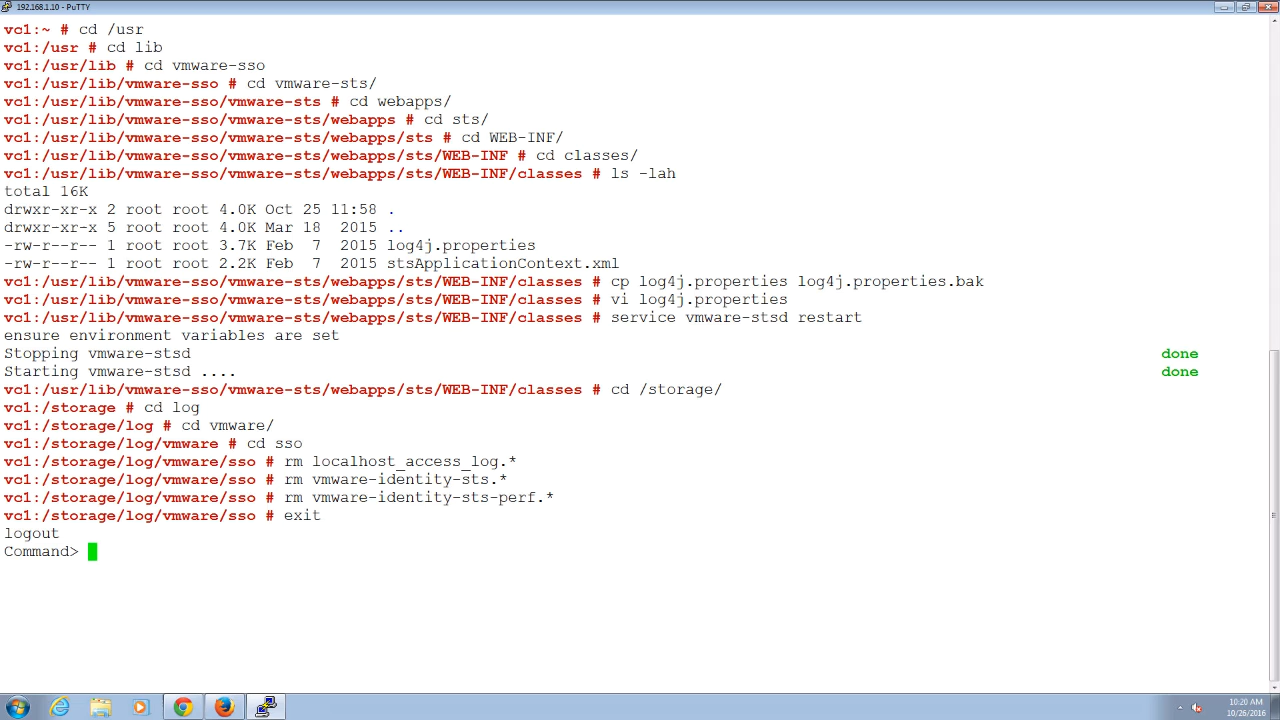 192.168.1.10 - PuTTY
vc1:~ # cd /usr
vc1:/usr # cd lib
vc1:/usr/lib # cd vmware-sso
vc1:/usr/lib/vmware-sso # cd vmware-sts/
vc1:/usr/lib/vmware-sso/vmware-sts # cd webapps/
vc1:/usr/lib/vmware-sso/vmware-sts/webapps # cd sts/
vc1:/usr/lib/vmware-sso/vmware-sts/webapps/sts # cd WEB-INF/
vc1:/usr/lib/vmware-sso/vmware-sts/webapps/sts/WEB-INF # cd classes/
vc1:/usr/lib/vmware-sso/vmware-sts/webapps/sts/WEB-INF/classes # ls -lah
total 16K
drwxr-xr-x 2 root root 4.0K Oct 25 11:58 .
drwxr-xr-x 5 root root 4.0K Mar 18  2015 ..
-rw-r--r-- 1 root root 3.7K Feb  7  2015 log4j.properties
-rw-r--r-- 1 root root 2.2K Feb  7  2015 stsApplicationContext.xml
vc1:/usr/lib/vmware-sso/vmware-sts/webapps/sts/WEB-INF/classes # cp log4j.properties log4j.properties.bak
vc1:/usr/lib/vmware-sso/vmware-sts/webapps/sts/WEB-INF/classes # vi log4j.properties
vc1:/usr/lib/vmware-sso/vmware-sts/webapps/sts/WEB-INF/classes # service vmware-stsd restart
ensure environment variables are set
Stopping vmware-stsd done
Starting vmware-stsd .... done
vc1:/usr/lib/vmware-sso/vmware-sts/webapps/sts/WEB-INF/classes # cd /storage/
vc1:/storage # cd log
vc1:/storage/log # cd vmware/
vc1:/storage/log/vmware # cd sso
vc1:/storage/log/vmware/sso # rm localhost_access_log.*
vc1:/storage/log/vmware/sso # rm vmware-identity-sts.*
vc1:/storage/log/vmware/sso # rm vmware-identity-sts-perf.*
vc1:/storage/log/vmware/sso # exit
logout
Command>
10:20 AM
10/26/2016